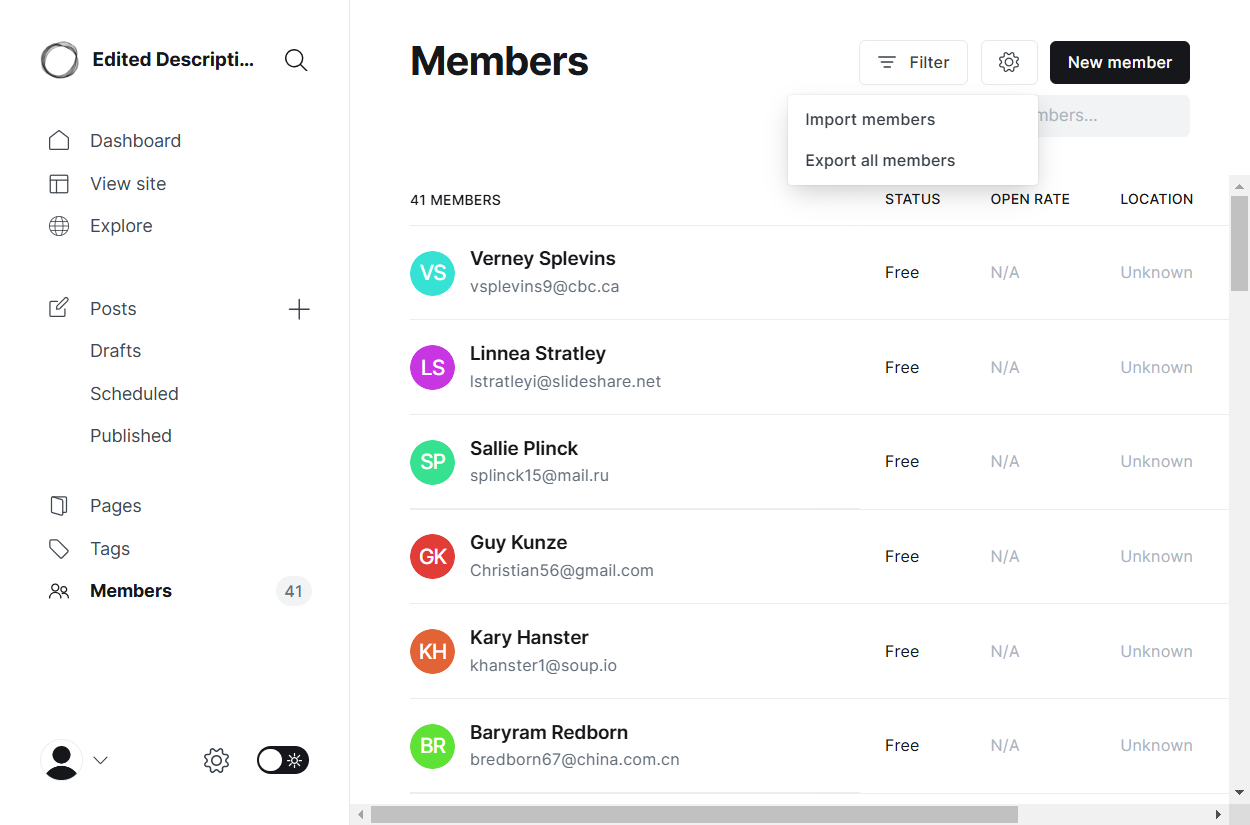 Edited Descripti...
Dashboard
View site
Explore
Posts
Drafts
Scheduled
Published
Pages
Tags
Members
41
Members
Filter
New member
Import members
Export all members
mbers...
41 MEMBERS STATUS OPEN RATE LOCATION
VS Verney Splevins
vsplevins9@cbc.ca
Free N/A Unknown
LS Linnea Stratley
lstratleyi@slideshare.net
Free N/A Unknown
SP Sallie Plinck
splinck15@mail.ru
Free N/A Unknown
GK Guy Kunze
Christian56@gmail.com
Free N/A Unknown
KH Kary Hanster
khanster1@soup.io
Free N/A Unknown
BR Baryram Redborn
bredborn67@china.com.cn
Free N/A Unknown